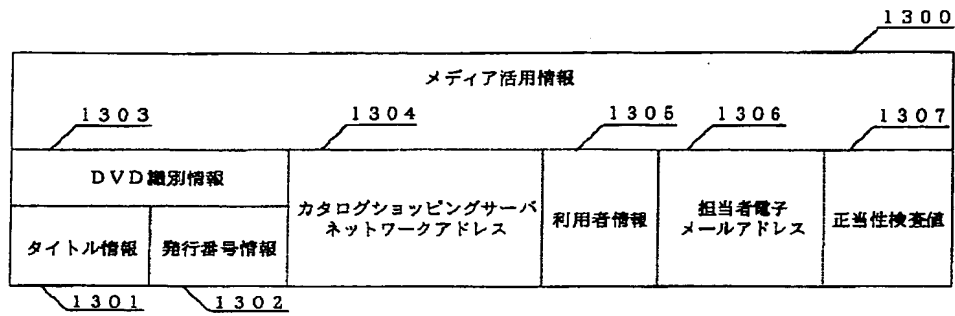 1300
メディア活用情報
1303
1304
1305
1306
1307
DVD識別情報
カタログショッピングサーバ
ネットワークアドレス
利用者情報
担当者電子
メールアドレス
正当性検査値
タイトル情報
発行番号情報
1301
1302